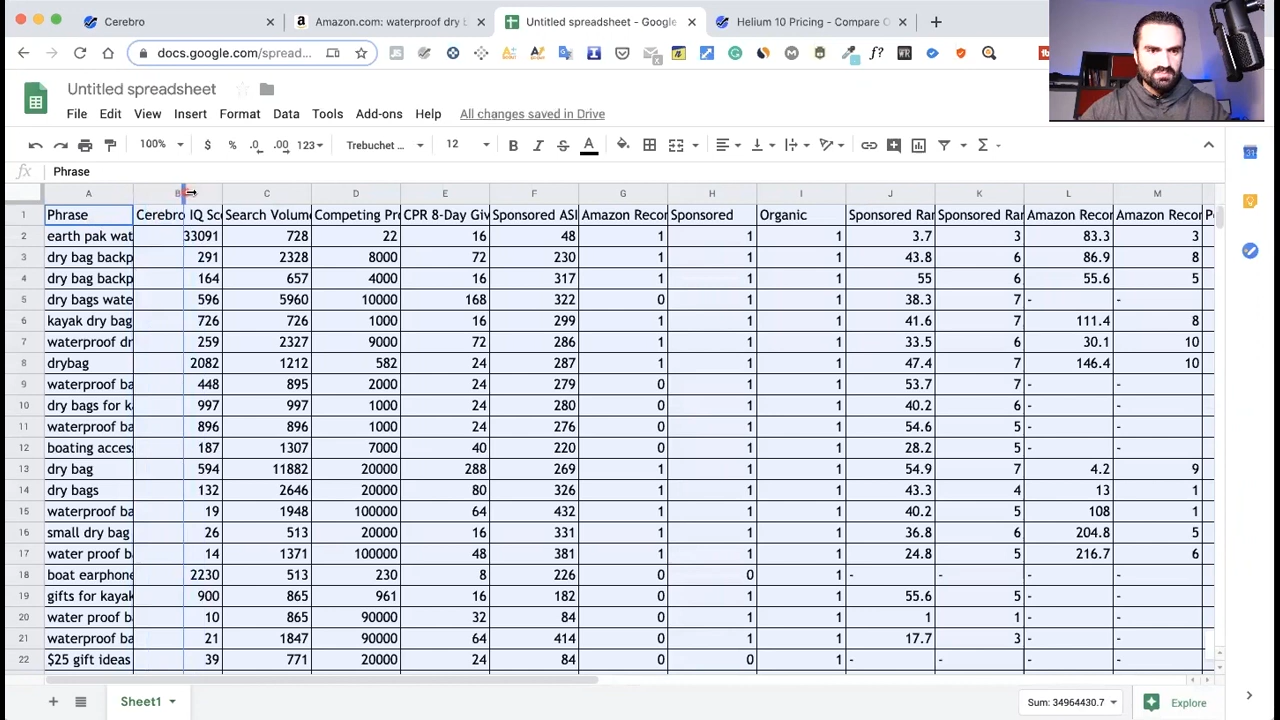 Cerebro
Amazon.com: waterproof dry b
Untitled spreadsheet - Google
Helium 10 Pricing - Compare O
docs.google.com/spread...
Untitled spreadsheet
File Edit View Insert Format Data Tools Add-ons Help All changes saved in Drive
100% $ % .0 .00 123 Trebuchet ... 12 B I S A
fx Phrase
A B C D E F G H I J K L M
1 Phrase Cerebro IQ Sco Search Volume Competing Pro CPR 8-Day Giv Sponsored ASI Amazon Recor Sponsored Organic Sponsored Ran Sponsored Ran Amazon Recor Amazon Recor Po
2 earth pak wat 33091 728 22 16 48 1 1 1 3.7 3 83.3 3
3 dry bag backp 291 2328 8000 72 230 1 1 1 43.8 6 86.9 8
4 dry bag backp 164 657 4000 16 317 1 1 1 55 6 55.6 5
5 dry bags wate 596 5960 10000 168 322 0 1 1 38.3 7 - -
6 kayak dry bag 726 726 1000 16 299 1 1 1 41.6 7 111.4 8
7 waterproof dr 259 2327 9000 72 286 1 1 1 33.5 6 30.1 10
8 drybag 2082 1212 582 24 287 1 1 1 47.4 7 146.4 10
9 waterproof ba 448 895 2000 24 279 0 1 1 53.7 7 - -
10 dry bags for k 997 997 1000 24 280 0 1 1 40.2 6 - -
11 waterproof ba 896 896 1000 24 276 0 1 1 54.6 5 - -
12 boating acces 187 1307 7000 40 220 0 1 1 28.2 5 - -
13 dry bag 594 11882 20000 288 269 1 1 1 54.9 7 4.2 9
14 dry bags 132 2646 20000 80 326 1 1 1 43.3 4 13 1
15 waterproof ba 19 1948 100000 64 432 1 1 1 40.2 5 108 1
16 small dry bag 26 513 20000 16 331 1 1 1 36.8 6 204.8 5
17 water proof ba 14 1371 100000 48 381 1 1 1 24.8 5 216.7 6
18 boat earphone 2230 513 230 8 226 0 0 1 - - - -
19 gifts for kayak 900 865 961 16 182 0 1 1 55.6 5 - -
20 water proof b 10 865 90000 32 84 0 1 1 1 1 - -
21 waterproof ba 21 1847 90000 64 414 0 1 1 17.7 3 - -
22 $25 gift ideas 39 771 20000 24 84 0 0 1 - - - -
Sheet1
Sum: 34964430.7
Explore